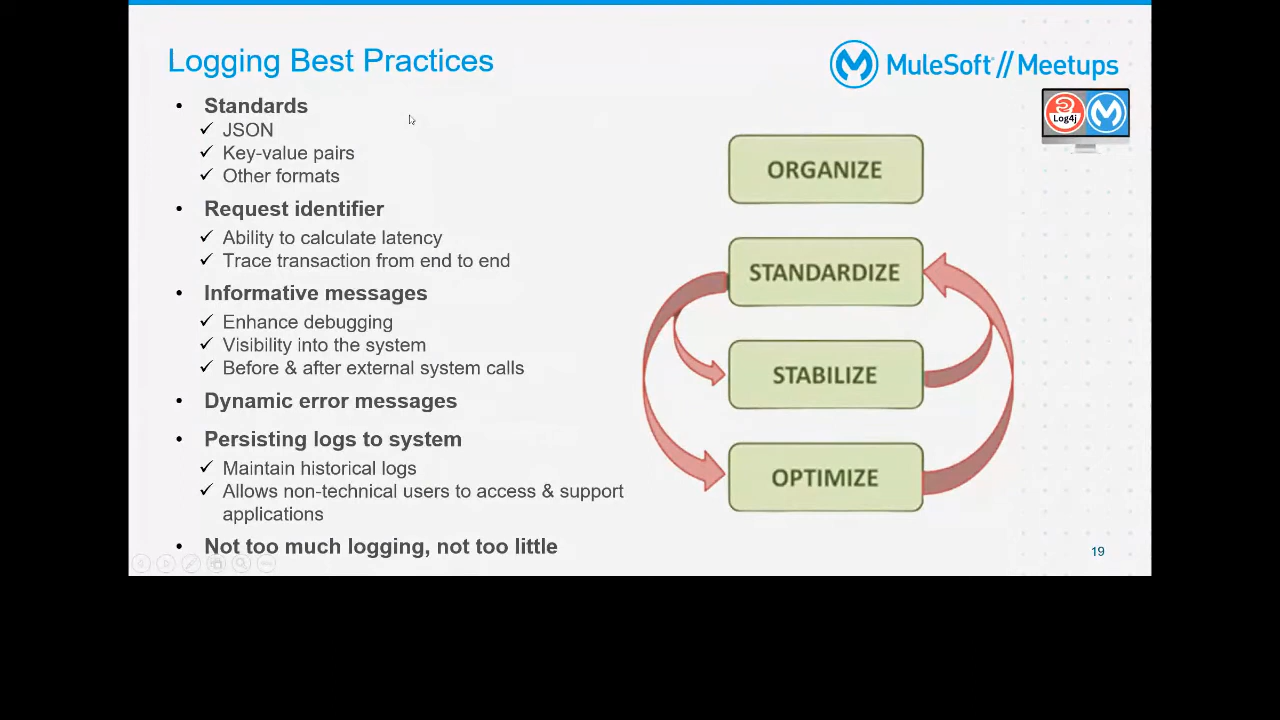 Logging Best Practices
MuleSoft // Meetups
Log4j
• Standards
✓ JSON
✓ Key-value pairs
✓ Other formats
• Request identifier
✓ Ability to calculate latency
✓ Trace transaction from end to end
• Informative messages
✓ Enhance debugging
✓ Visibility into the system
✓ Before & after external system calls
• Dynamic error messages
• Persisting logs to system
✓ Maintain historical logs
✓ Allows non-technical users to access & support
applications
• Not too much logging, not too little
ORGANIZE
STANDARDIZE
STABILIZE
OPTIMIZE
19